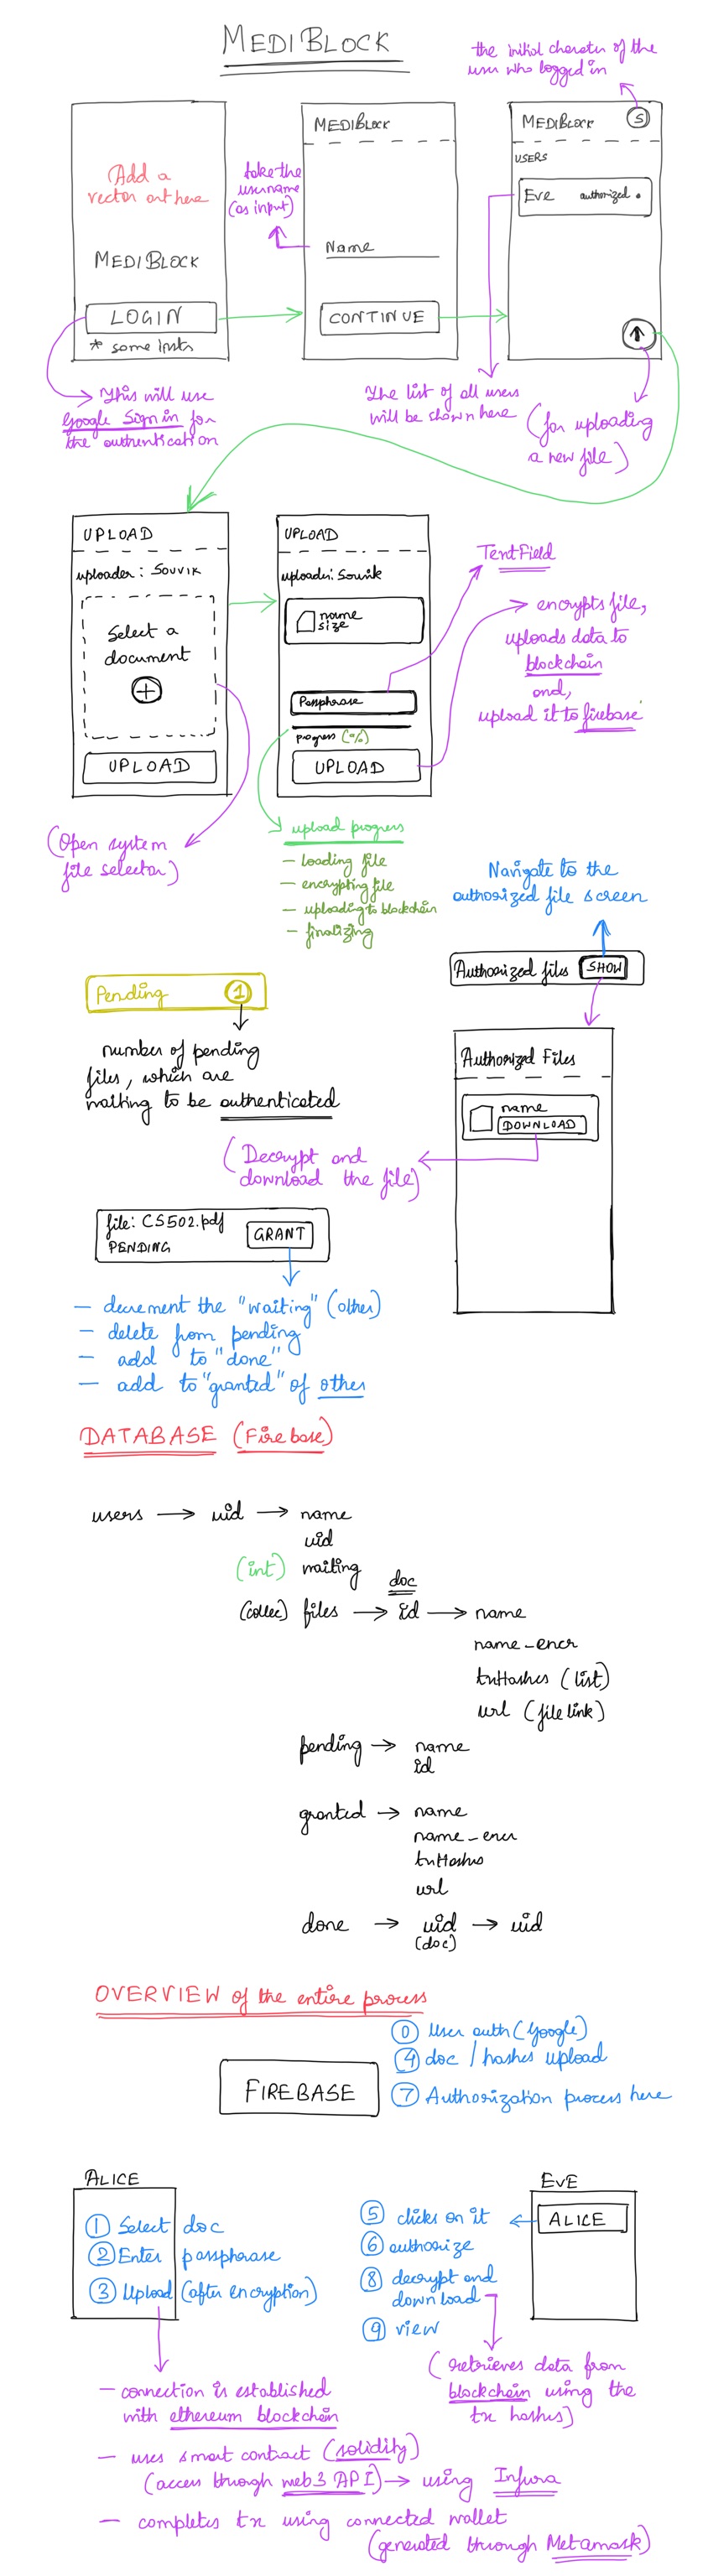 MEDIBLOCK
the initial charater of the
user who logged in
Add a
vector art here
MEDIBLOCK
LOGIN
* some insts
take the
username
(as input)
MEDIBLOCK
Name
CONTINUE
MEDIBLOCK
S
USERS
Eve authorized
This will use
Google Sign in for
the authentication
The list of all users
will be shown here
(for uploading
a new file)
UPLOAD
uploader: SOUVIK
Select a
document
+
UPLOAD
UPLOAD
uploader: Souvik
name
size
Passphrase
progress (%)
UPLOAD
TextField
encrypts file,
uploads data to
blockchain
and,
upload it to firebase
(Open system
file selector)
upload progress
- loading file
- encrypting file
- uploading to blockchain
- finalizing
Navigate to the
authorized file screen
Authorized files SHOW
Pending 1
number of pending
files, which are
waiting to be authenticated
Authorized Files
name
DOWNLOAD
(Decrypt and
download the file)
file: CS502.pdf
PENDING
GRANT
- decrement the "waiting" (other)
- delete from pending
- add to "done"
- add to "granted" of other
DATABASE (Firebase)
users → uid → name
uid
(int) waiting
doc
(collec) files → id → name
name_encr
txHashes (list)
url (file link)
pending → name
id
granted → name
name_encr
txHashes
url
done → uid → uid
(doc)
OVERVIEW of the entire process
FIREBASE
0 User auth (Google)
4 doc / hashes upload
7 Authorization process here
ALICE
1 Select doc
2 Enter passphrase
3 Upload (after encryption)
EVE
ALICE
5 clicks on it
6 authorize
8 decrypt and
download
9 view
(retrieves data from
blockchain using the
tx hashes)
- connection is established
with ethereum blockchain
- uses smart contract (solidity)
(access through web3 API) → using Infura
- completes tx using connected wallet
(generated through Metamask)